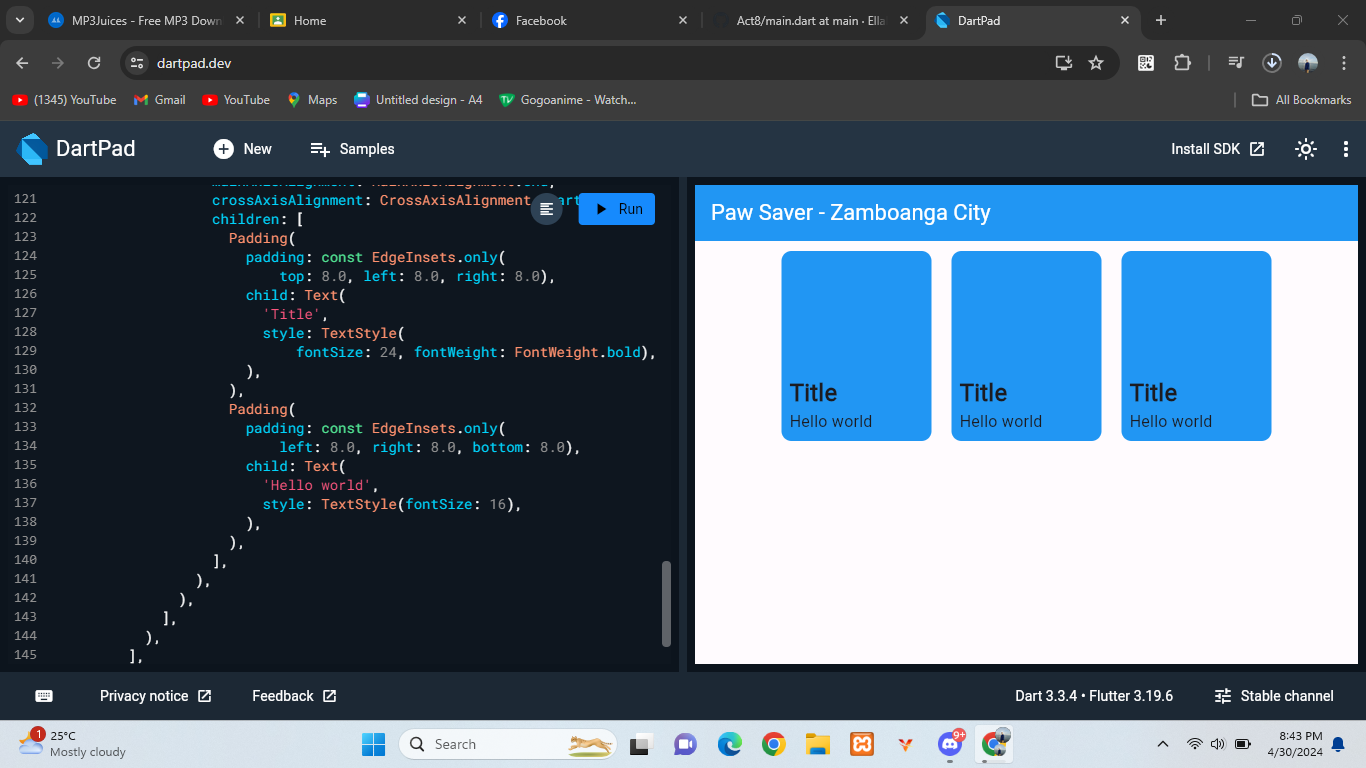 MP3Juices - Free MP3 Down
Home
Facebook
Act8/main.dart at main · Ella
DartPad
dartpad.dev
(1345) YouTube
Gmail
YouTube
Maps
Untitled design - A4
Gogoanime - Watch...
All Bookmarks
DartPad
New
Samples
Install SDK
121 crossAxisAlignment: CrossAxisAlignment
122 children: [
123 Padding(
124 padding: const EdgeInsets.only(
125 top: 8.0, left: 8.0, right: 8.0),
126 child: Text(
127 'Title',
128 style: TextStyle(
129 fontSize: 24, fontWeight: FontWeight.bold),
130 ),
131 ),
132 Padding(
133 padding: const EdgeInsets.only(
134 left: 8.0, right: 8.0, bottom: 8.0),
135 child: Text(
136 'Hello world',
137 style: TextStyle(fontSize: 16),
138 ),
139 ),
140 ],
141 ),
142 ),
143 ],
144 ),
145 ],
Run
Paw Saver - Zamboanga City
Title
Hello world
Title
Hello world
Title
Hello world
Privacy notice
Feedback
Dart 3.3.4 • Flutter 3.19.6
Stable channel
1
25°C
Mostly cloudy
Search
9+
8:43 PM
4/30/2024